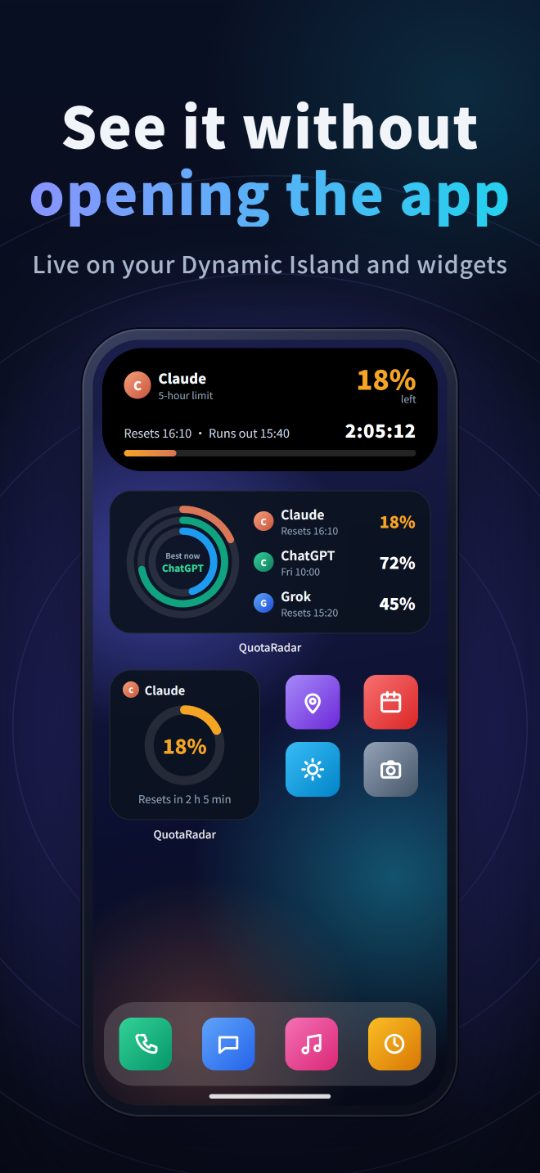 See it without
opening the app
Live on your Dynamic Island and widgets
C Claude 18%
5-hour limit left
Resets 16:10 · Runs out 15:40 2:05:12
Best now
ChatGPT
C Claude 18%
Resets 16:10
C ChatGPT 72%
Fri 10:00
G Grok 45%
Resets 15:20
QuotaRadar
C Claude
18%
Resets in 2 h 5 min
QuotaRadar